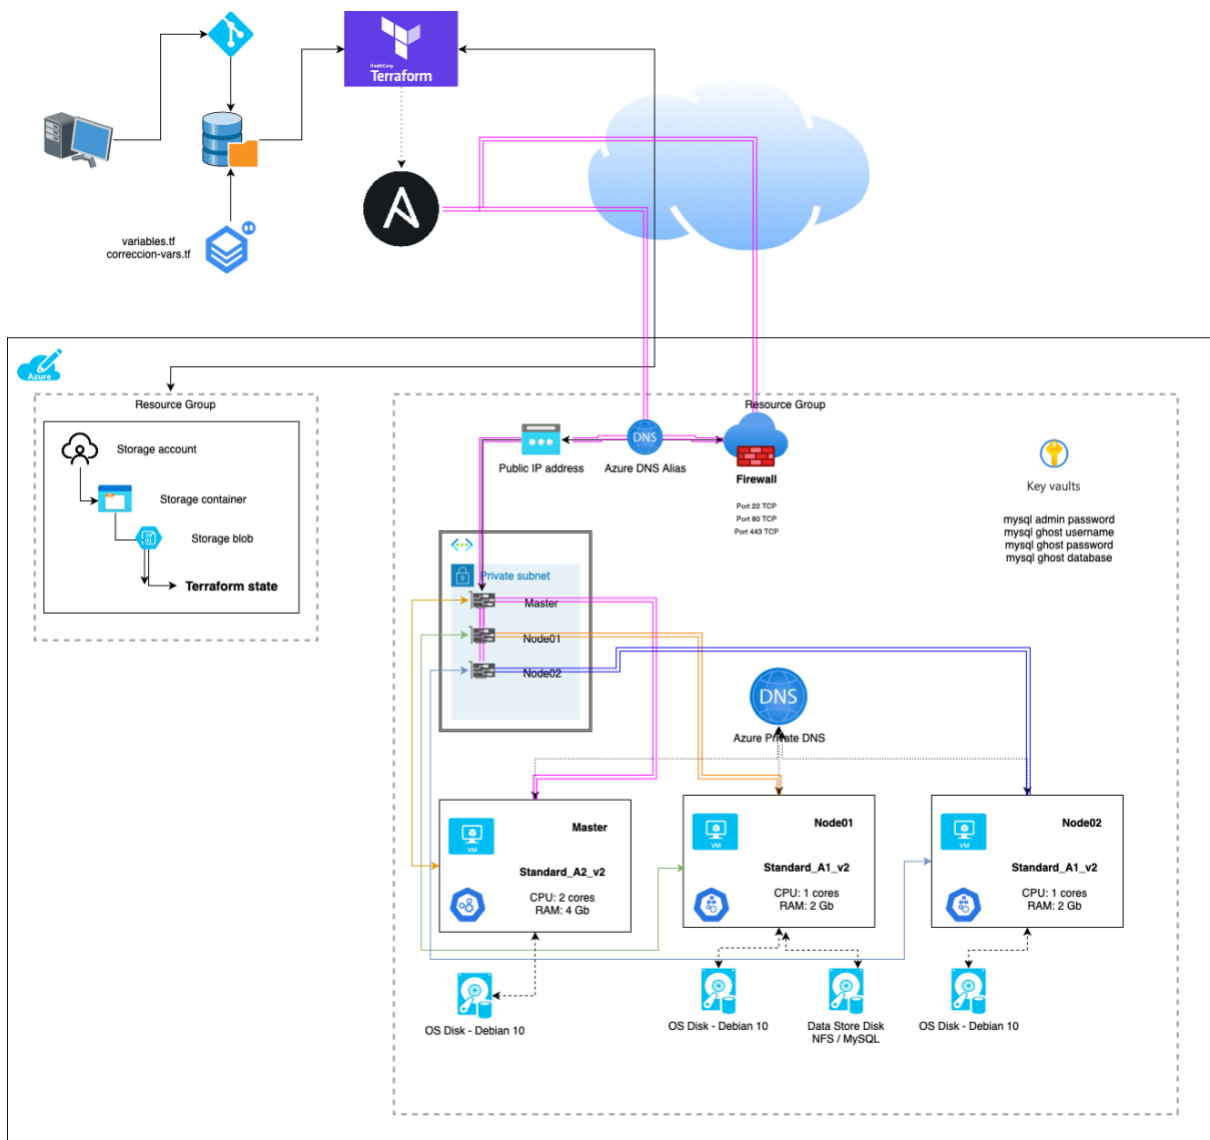 HashiCorp
Terraform
variables.tf
correccion-vars.tf
Azure
Resource Group
Storage account
Storage container
Storage blob
Terraform state
Resource Group
Public IP address
DNS
Azure DNS Alias
Firewall
Port 22 TCP
Port 80 TCP
Port 443 TCP
Key vaults
mysql admin password
mysql ghost username
mysql ghost password
mysql ghost database
Private subnet
Master
Node01
Node02
DNS
Azure Private DNS
VM
Master
Standard_A2_v2
CPU: 2 cores
RAM: 4 Gb
VM
Node01
Standard_A1_v2
CPU: 1 cores
RAM: 2 Gb
VM
Node02
Standard_A1_v2
CPU: 1 cores
RAM: 2 Gb
OS Disk - Debian 10
OS Disk - Debian 10
Data Store Disk
NFS / MySQL
OS Disk - Debian 10